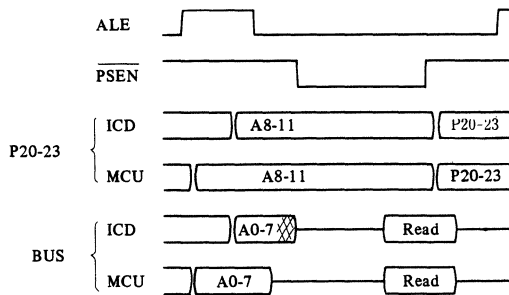 ALE
PSEN
P20-23
ICD
A8-11
P20-23
MCU
A8-11
P20-23
BUS
ICD
A0-7
Read
MCU
A0-7
Read